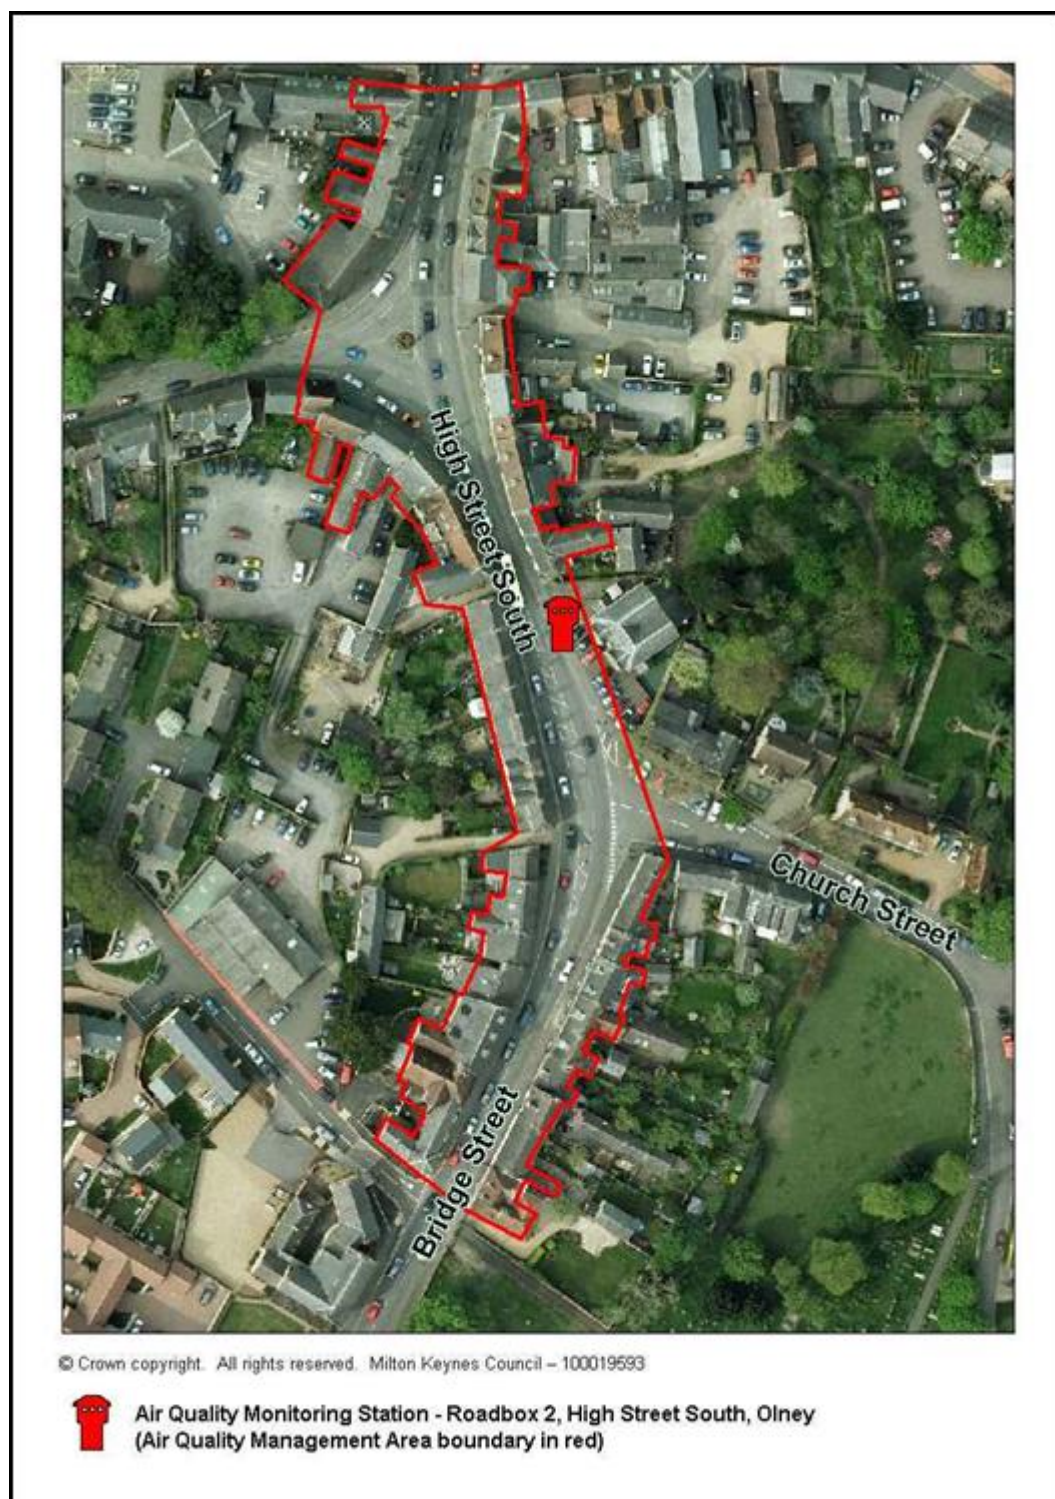 High Street South
Church Street
Bridge Street
© Crown copyright. All rights reserved. Milton Keynes Council – 100019593
Air Quality Monitoring Station - Roadbox 2, High Street South, Olney
(Air Quality Management Area boundary in red)